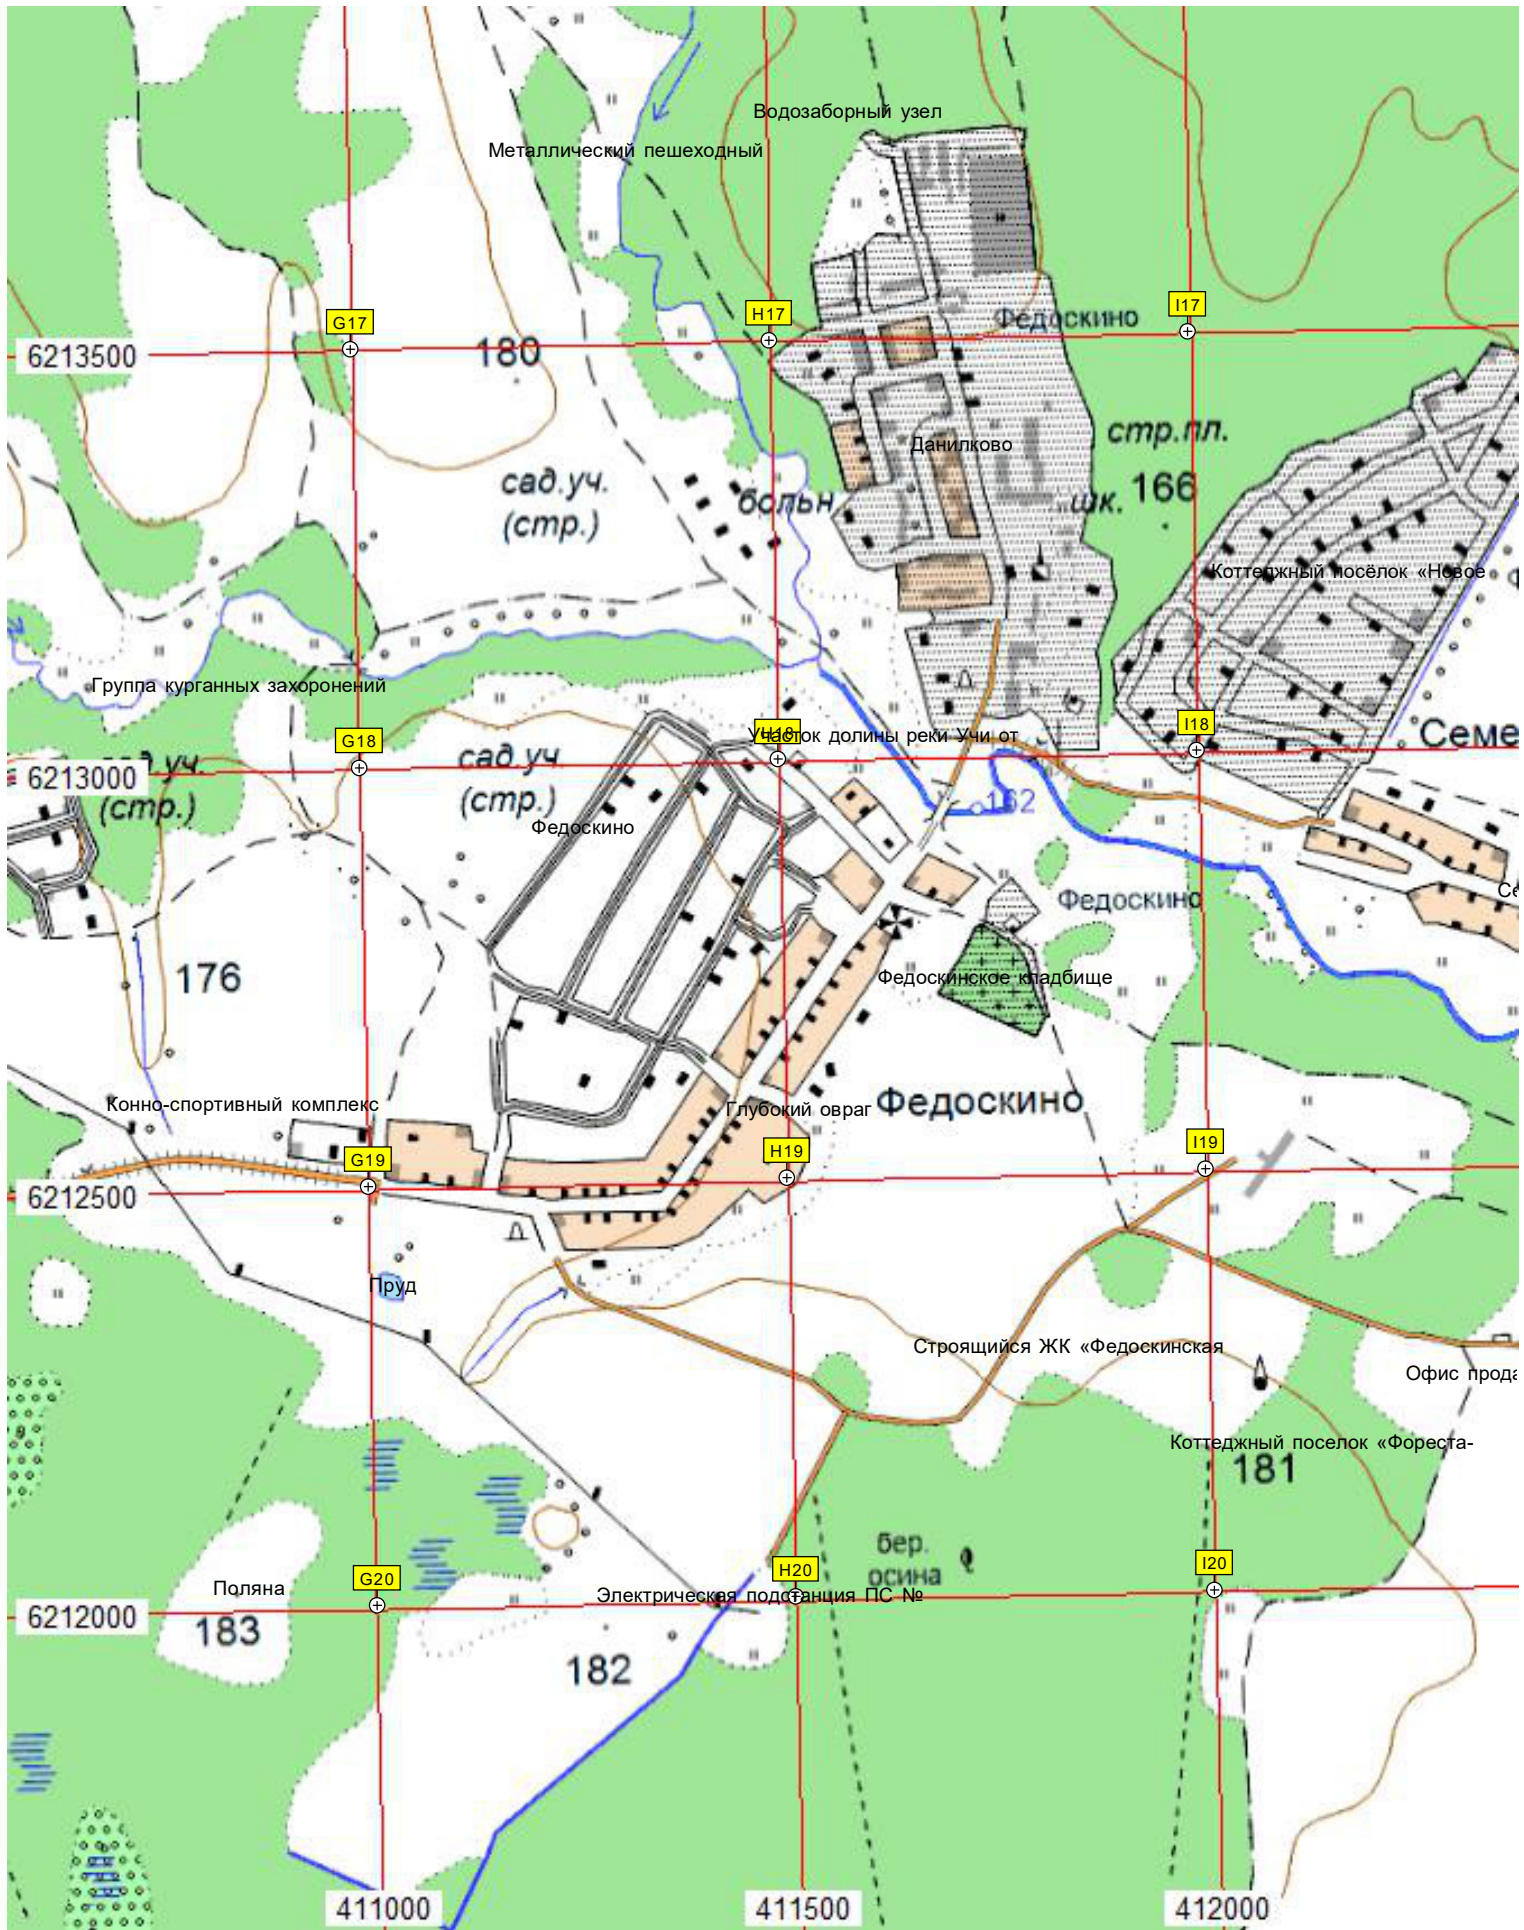 Водозаборный узел
Металлический пешеходный
H17
I17
G17
Федоскино
6213500
180
стр.пл.
Данилково
сад.уч.
(стр.)
больн
шк.
166
Коттеджный посёлок «Новое
Группа курганных захоронений
I18
G18
H18
Участок долины реки Учи от
Семе
сад.уч
(стр.)
6213000
уч.
(стр.)
162
Федоскино
Федоскино
Се
176
Федоскинское кладбище
Конно-спортивный комплекс
Глубокий овраг
Федоскино
I19
H19
G19
6212500
Пруд
Строящийся ЖК «Федоскинская
Офис прода
Коттеджный поселок «Фореста-
181
бер.
осина
I20
H20
G20
Поляна
Электрическая подстанция ПС №
6212000
183
182
411000
411500
412000